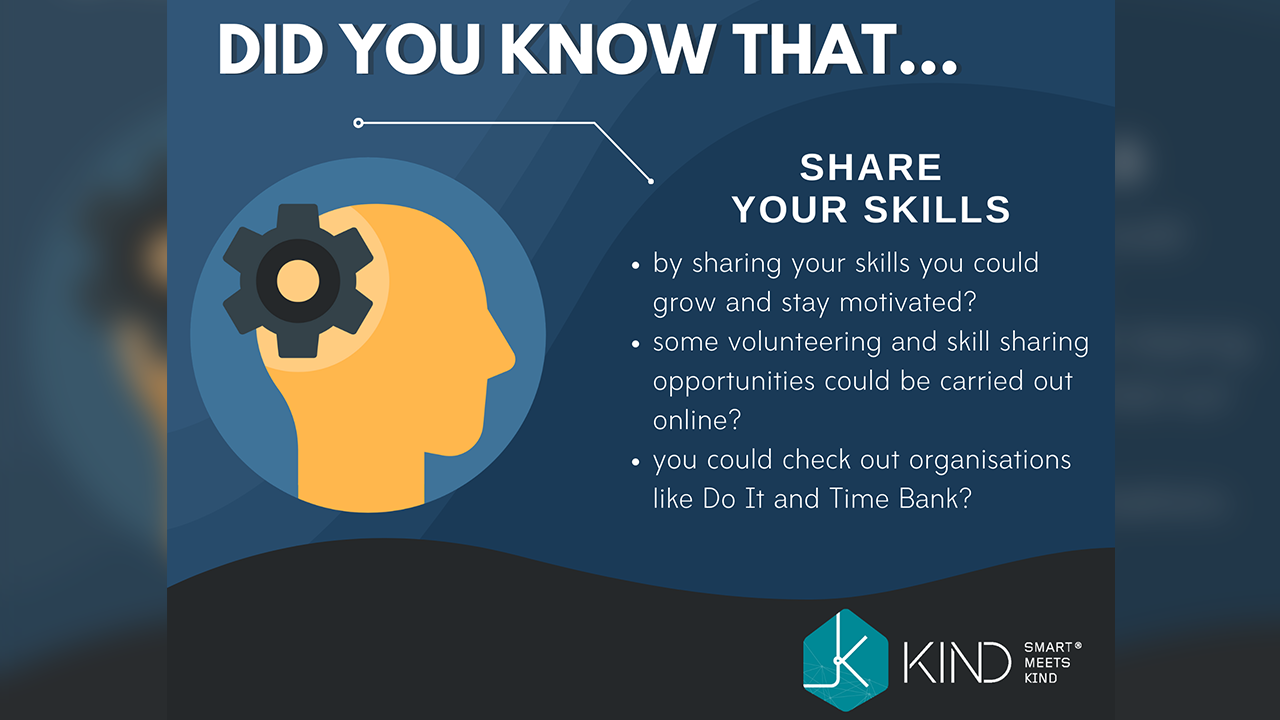 DID YOU KNOW THAT...
SHARE
YOUR SKILLS
• by sharing your skills you could
grow and stay motivated?
• some volunteering and skill sharing
opportunities could be carried out
online?
• you could check out organisations
like Do It and Time Bank?
K
KIND
SMART®
MEETS
KIND